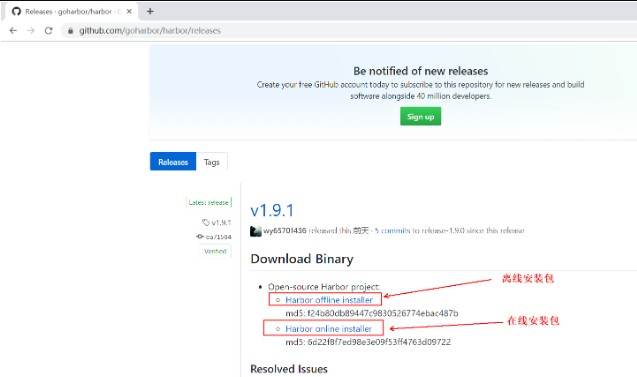 Releases · goharbor/harbor · G
github.com/goharbor/harbor/releases
Be notified of new releases
Create your free GitHub account today to subscribe to this repository for new releases and build
software alongside 40 million developers.
Sign up
Releases
Tags
Latest release
v1.9.1
ea71564
Verified
v1.9.1
wy65701436 released this 前天 · 5 commits to release-1.9.0 since this release
Download Binary
Open-source Harbor project:
Harbor offline installer
md5: f24b80db89447c9830526774ebac487b
Harbor online installer
md5: 6d22f8f7ed98e3e09f53ff4763d09722
离线安装包
在线安装包
Resolved Issues